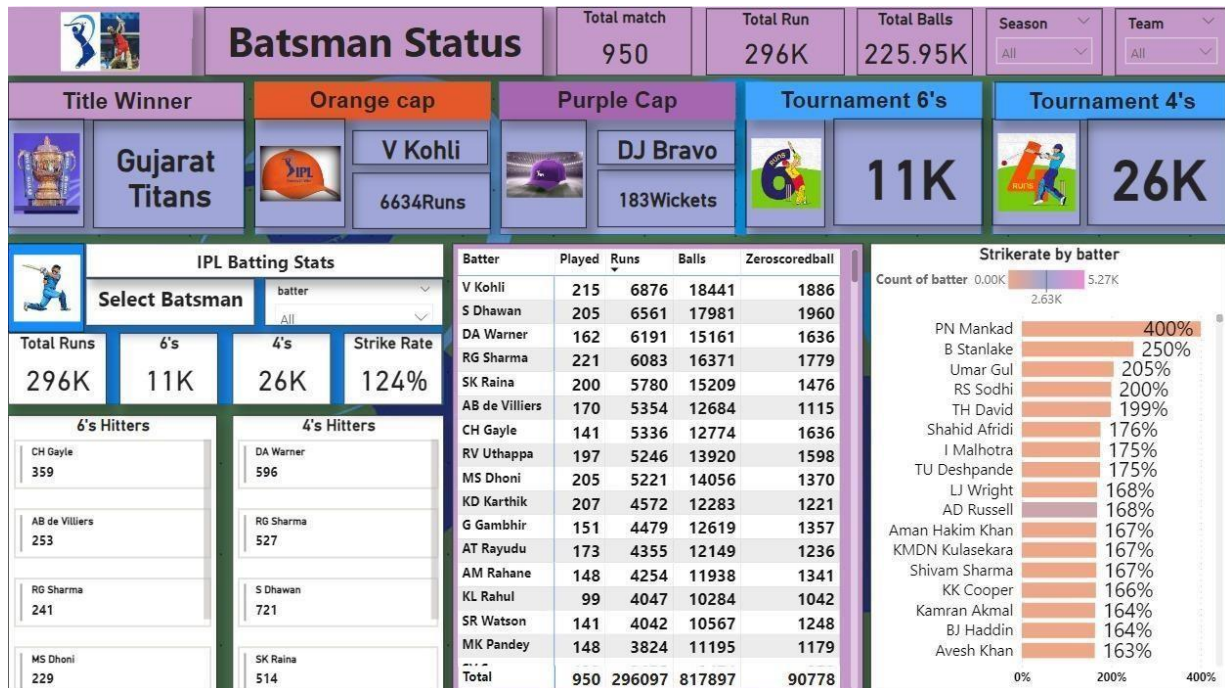 Batsman Status
Total match
950
Total Run
296K
Total Balls
225.95K
Season
All
Team
All
Title Winner
Gujarat
Titans
Orange cap
IPL
V Kohli
6634Runs
Purple Cap
DJ Bravo
183Wickets
Tournament 6's
6
RUNS
11K
Tournament 4's
4
RUNS
26K
IPL Batting Stats
Select Batsman
batter
All
Total Runs
296K
6's
11K
4's
26K
Strike Rate
124%
6's Hitters
CH Gayle
359
AB de Villiers
253
RG Sharma
241
MS Dhoni
229
4's Hitters
DA Warner
596
RG Sharma
527
S Dhawan
721
SK Raina
514
Batter Played Runs Balls Zeroscoredball
V Kohli 215 6876 18441 1886
S Dhawan 205 6561 17981 1960
DA Warner 162 6191 15161 1636
RG Sharma 221 6083 16371 1779
SK Raina 200 5780 15209 1476
AB de Villiers 170 5354 12684 1115
CH Gayle 141 5336 12774 1636
RV Uthappa 197 5246 13920 1598
MS Dhoni 205 5221 14056 1370
KD Karthik 207 4572 12283 1221
G Gambhir 151 4479 12619 1357
AT Rayudu 173 4355 12149 1236
AM Rahane 148 4254 11938 1341
KL Rahul 99 4047 10284 1042
SR Watson 141 4042 10567 1248
MK Pandey 148 3824 11195 1179
Total 950 296097 817897 90778
Strikerate by batter
Count of batter 0.00K 5.27K
2.63K
PN Mankad 400%
B Stanlake 250%
Umar Gul 205%
RS Sodhi 200%
TH David 199%
Shahid Afridi 176%
I Malhotra 175%
TU Deshpande 175%
LJ Wright 168%
AD Russell 168%
Aman Hakim Khan 167%
KMDN Kulasekara 167%
Shivam Sharma 167%
KK Cooper 166%
Kamran Akmal 164%
BJ Haddin 164%
Avesh Khan 163%
0% 200% 400%